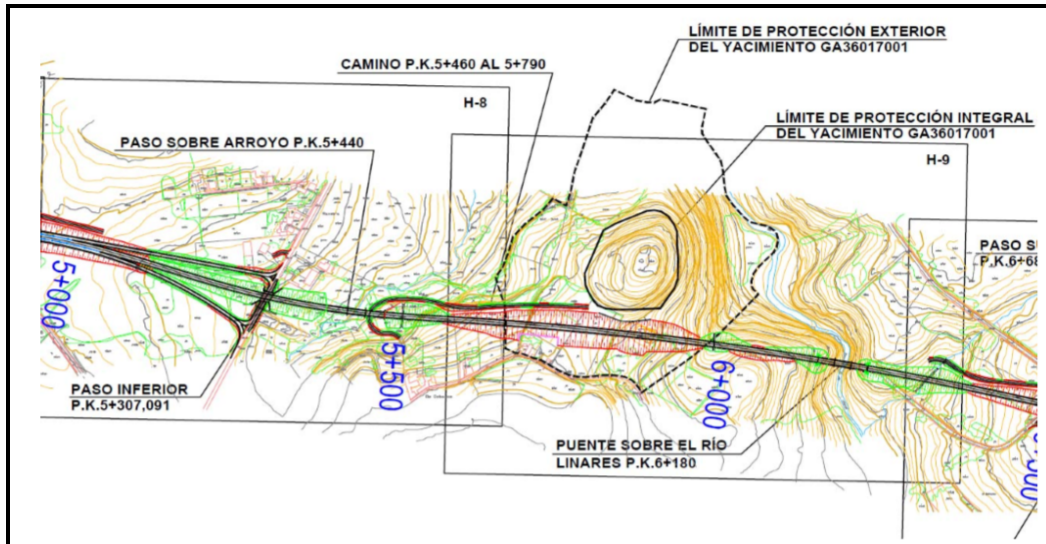 LÍMITE DE PROTECCIÓN EXTERIOR
DEL YACIMIENTO GA36017001
CAMINO P.K.5+460 AL 5+790
H-8
LÍMITE DE PROTECCIÓN INTEGRAL
DEL YACIMIENTO GA36017001
PASO SOBRE ARROYO P.K.5+440
H-9
P.K.6+68
5+000
5+500
6+000
PASO INFERIOR
P.K.5+307,091
PUENTE SOBRE EL RÍO
LINARES P.K.6+180